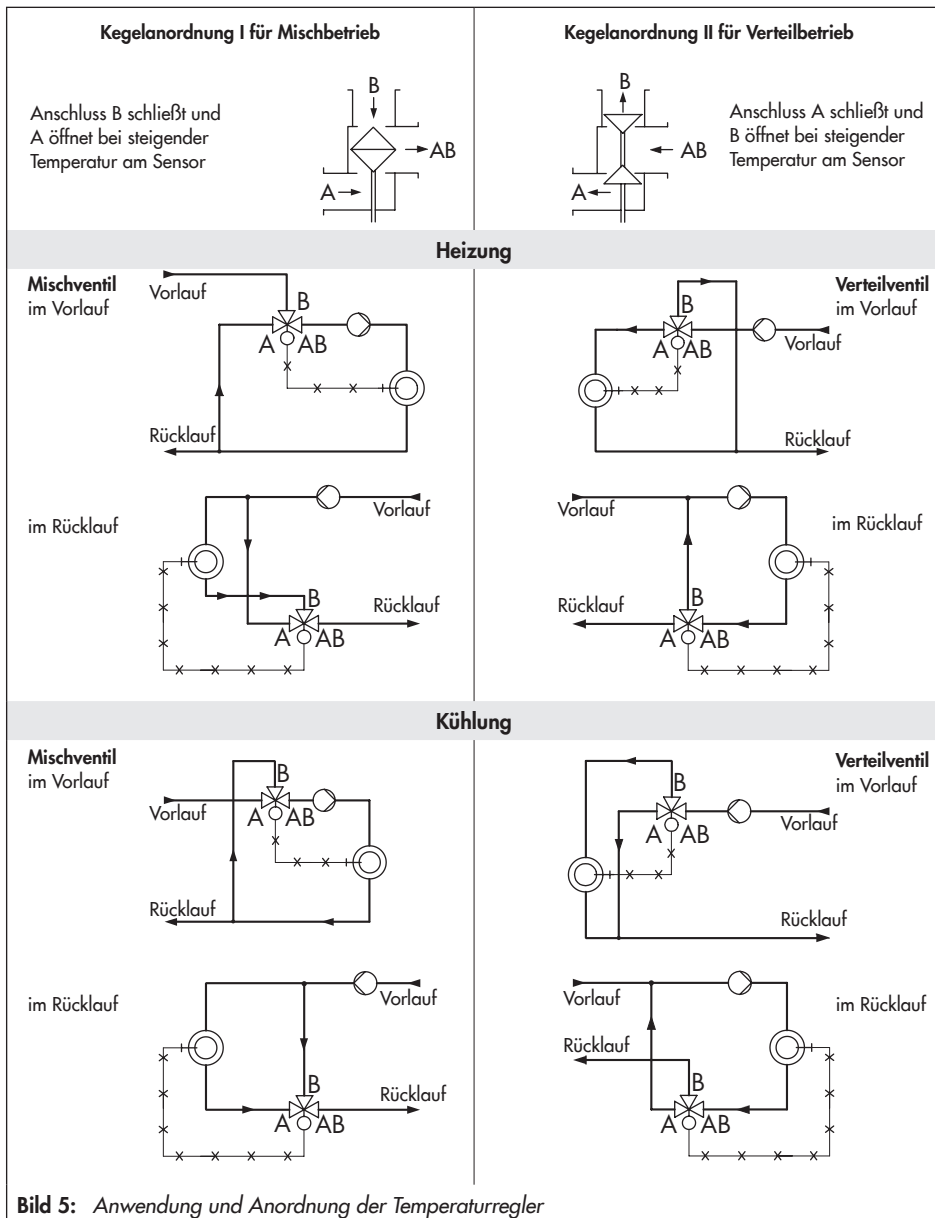 Kegelanordnung I für Mischbetrieb
Anschluss B schließt und
A öffnet bei steigender
Temperatur am Sensor
B
AB
A
Kegelanordnung II für Verteilbetrieb
B
AB
A
Anschluss A schließt und
B öffnet bei steigender
Temperatur am Sensor
Heizung
Mischventil
im Vorlauf
Vorlauf
B
A
AB
Rücklauf
Verteilventil
im Vorlauf
B
A
AB
Vorlauf
Rücklauf
im Rücklauf
Vorlauf
B
Rücklauf
A
AB
im Rücklauf
Vorlauf
Rücklauf
B
A
AB
Kühlung
Mischventil
im Vorlauf
Vorlauf
B
A
AB
Rücklauf
Verteilventil
im Vorlauf
B
A
AB
Vorlauf
Rücklauf
im Rücklauf
Vorlauf
B
Rücklauf
A
AB
im Rücklauf
Vorlauf
Rücklauf
B
A
AB
Bild 5: Anwendung und Anordnung der Temperaturregler